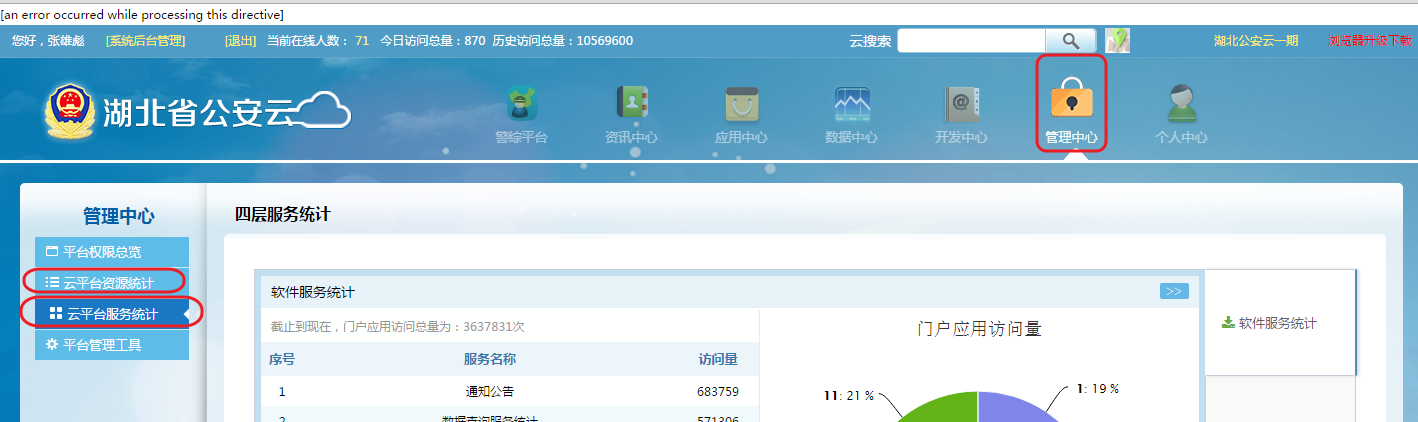 [an error occurred while processing this directive]
您好，张雄彪 [系统后台管理] [退出] 当前在线人数： 71 今日访问总量：870 历史访问总量：10569600 云搜索 湖北公安云一期 浏览器升级下载
湖北省公安云
警综平台 资讯中心 应用中心 数据中心 开发中心 管理中心 个人中心
管理中心
平台权限总览
云平台资源统计
云平台服务统计
平台管理工具
四层服务统计
软件服务统计 >>
截止到现在，门户应用访问总量为：3637831次
序号 服务名称 访问量
1 通知公告 683759
2 数据查询服务统计 571306
门户应用访问量
11: 21 %
1: 19 %
软件服务统计